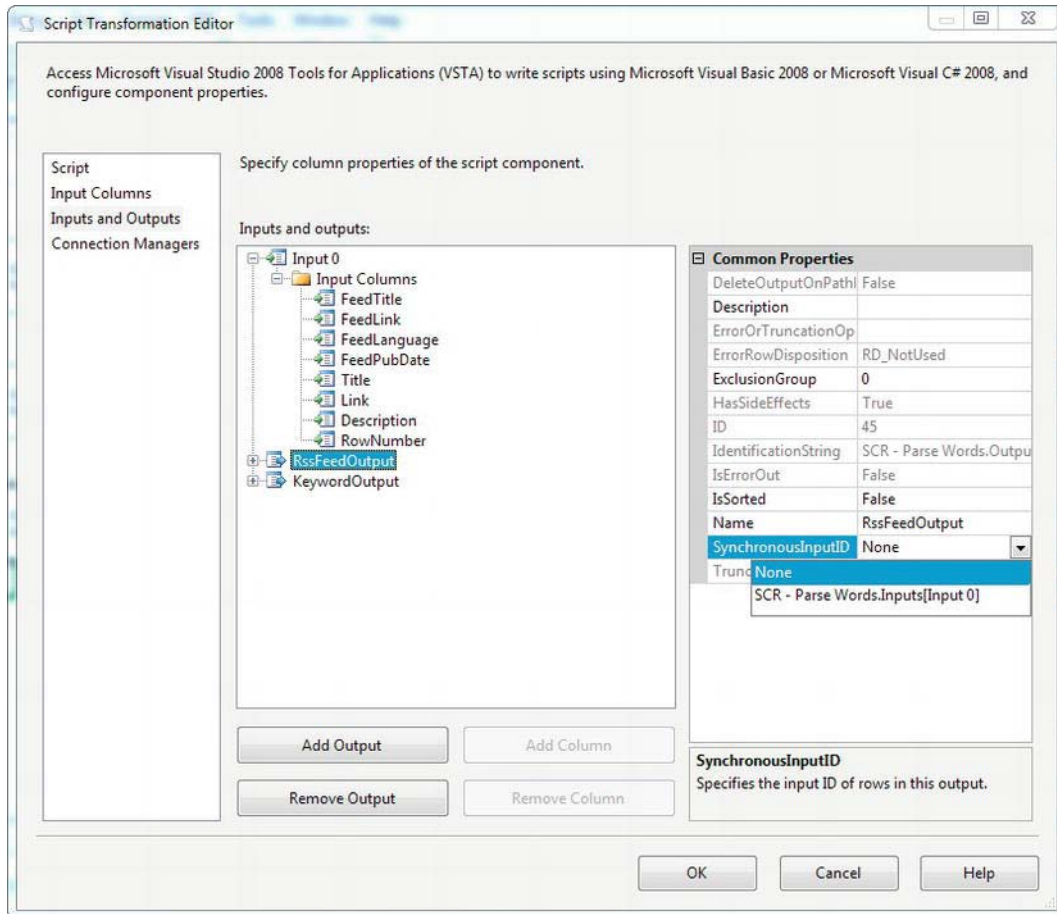 Script Transformation Editor
Access Microsoft Visual Studio 2008 Tools for Applications (VSTA) to write scripts using Microsoft Visual Basic 2008 or Microsoft Visual C# 2008, and
configure component properties.
Script
Input Columns
Inputs and Outputs
Connection Managers
Specify column properties of the script component.
Inputs and outputs:
Input 0
Input Columns
FeedTitle
FeedLink
FeedLanguage
FeedPubDate
Title
Link
Description
RowNumber
RssFeedOutput
KeywordOutput
Common Properties
DeleteOutputOnPathl False
Description
ErrorOrTruncationOp
ErrorRowDisposition RD_NotUsed
ExclusionGroup 0
HasSideEffects True
ID 45
IdentificationString SCR - Parse Words.Outpu
IsErrorOut False
IsSorted False
Name RssFeedOutput
SynchronousInputID None
Trunc
None
SCR - Parse Words.Inputs[Input 0]
Add Output
Add Column
Remove Output
Remove Column
SynchronousInputID
Specifies the input ID of rows in this output.
OK
Cancel
Help